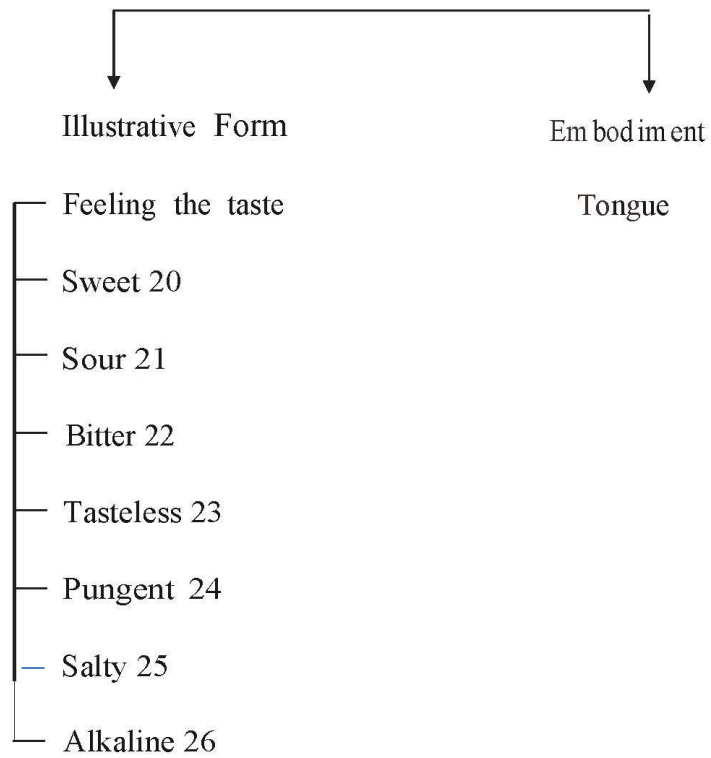 Illustrative Form
Embodiment
Feeling the taste
Tongue
Sweet 20
Sour 21
Bitter 22
Tasteless 23
Pungent 24
Salty 25
Alkaline 26